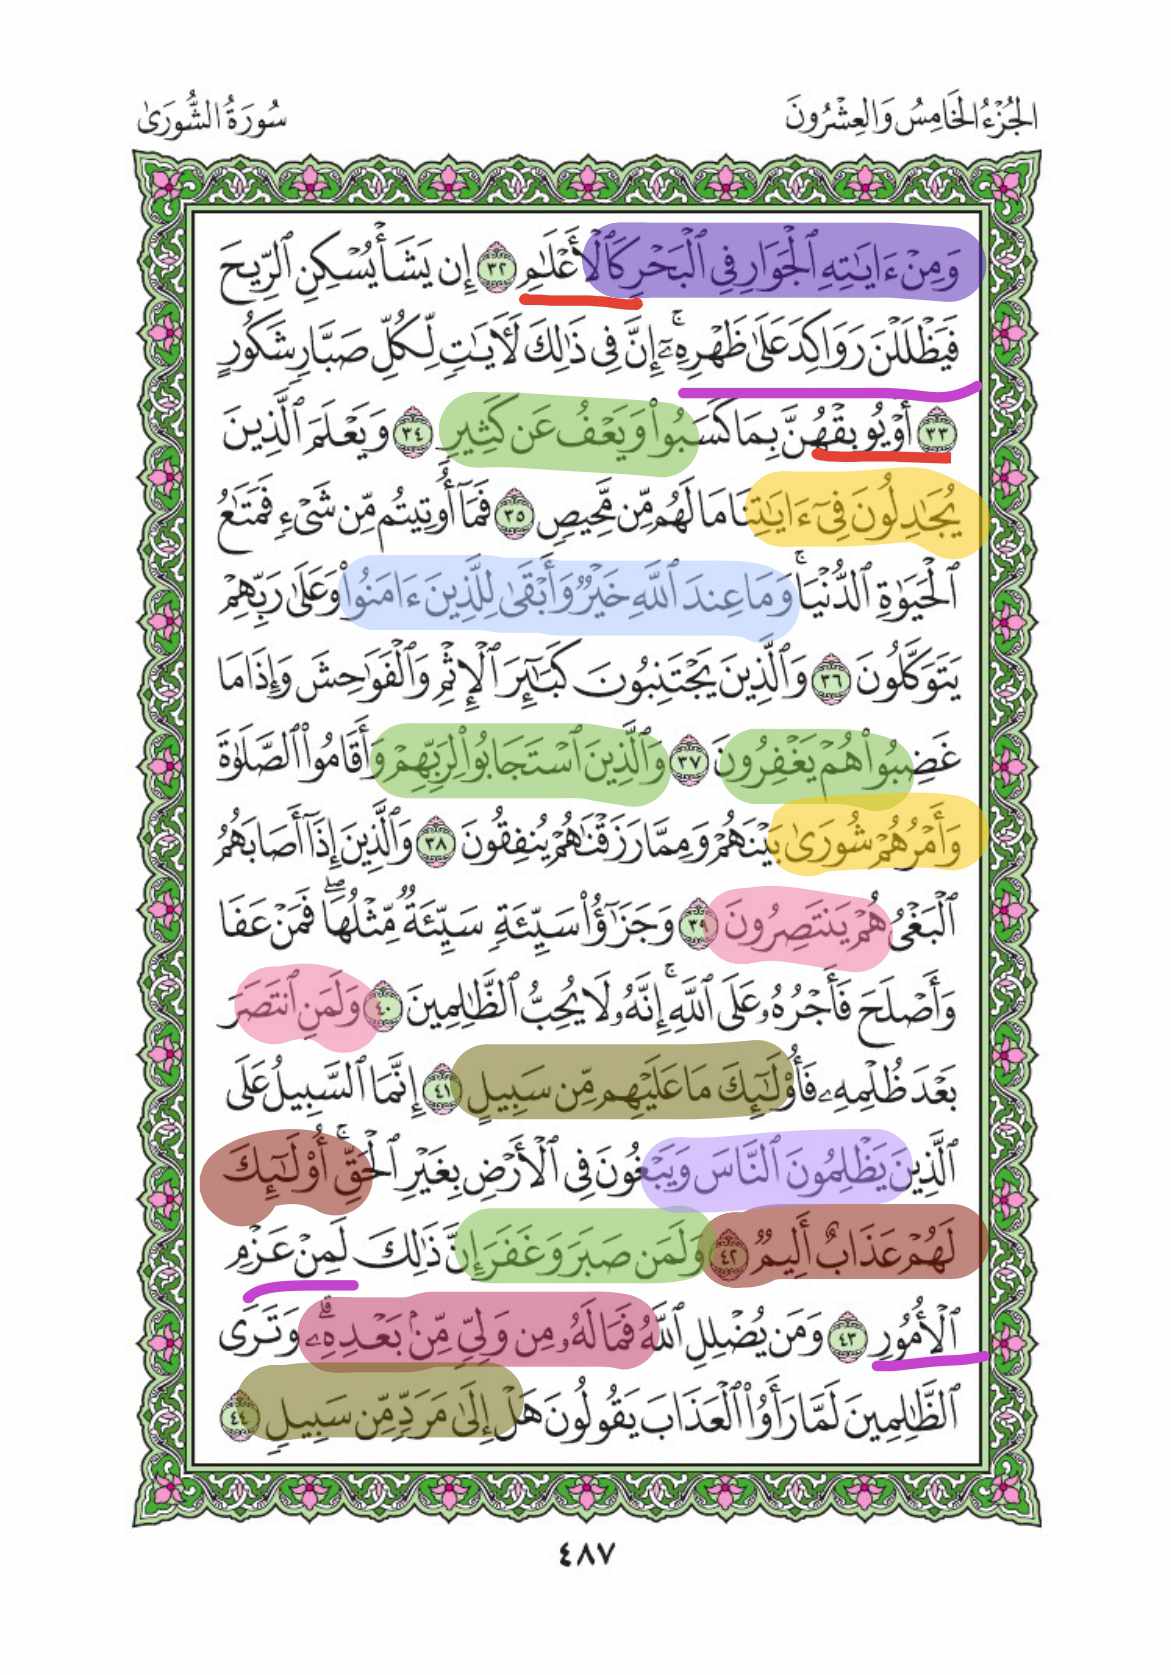 الجُزْءُ الخَامِسُ وَالعِشْرُونَ
سُورَةُ الشُّورَىٰ
وَمِنْ ءَايَٰتِهِ ٱلْجَوَارِ فِى ٱلْبَحْرِ كَٱلْأَعْلَٰمِ ٣٢ إِن يَشَأْ يُسْكِنِ ٱلرِّيحَ
فَيَظْلَلْنَ رَوَاكِدَ عَلَىٰ ظَهْرِهِۦٓ ۚ إِنَّ فِى ذَٰلِكَ لَءَايَٰتٍ لِّكُلِّ صَبَّارٍ شَكُورٍ
٣٣ أَوْ يُوبِقْهُنَّ بِمَا كَسَبُوا۟ وَيَعْفُ عَن كَثِيرٍ ٣٤ وَيَعْلَمَ ٱلَّذِينَ
يُجَٰدِلُونَ فِىٓ ءَايَٰتِنَا مَا لَهُم مِّن مَّحِيصٍ ٣٥ فَمَآ أُوتِيتُم مِّن شَىْءٍ فَمَتَٰعُ
ٱلْحَيَوٰةِ ٱلدُّنْيَا ۚ وَمَا عِندَ ٱللَّهِ خَيْرٌ وَأَبْقَىٰ لِلَّذِينَ ءَامَنُوا۟ وَعَلَىٰ رَبِّهِمْ
يَتَوَكَّلُونَ ٣٦ وَٱلَّذِينَ يَجْتَنِبُونَ كَبَٰٓئِرَ ٱلْإِثْمِ وَٱلْفَوَٰحِشَ وَإِذَا مَا
غَضِبُوا۟ هُمْ يَغْفِرُونَ ٣٧ وَٱلَّذِينَ ٱسْتَجَابُوا۟ لِرَبِّهِمْ وَأَقَامُوا۟ ٱلصَّلَوٰةَ
وَأَمْرُهُمْ شُورَىٰ بَيْنَهُمْ وَمِمَّا رَزَقْنَٰهُمْ يُنفِقُونَ ٣٨ وَٱلَّذِينَ إِذَآ أَصَابَهُمُ
ٱلْبَغْىُ هُمْ يَنتَصِرُونَ ٣٩ وَجَزَٰٓؤُا۟ سَيِّئَةٍ سَيِّئَةٌ مِّثْلُهَا ۖ فَمَنْ عَفَا
وَأَصْلَحَ فَأَجْرُهُۥ عَلَى ٱللَّهِ ۚ إِنَّهُۥ لَا يُحِبُّ ٱلظَّٰلِمِينَ ٤٠ وَلَمَنِ ٱنتَصَرَ
بَعْدَ ظُلْمِهِۦ فَأُو۟لَٰٓئِكَ مَا عَلَيْهِم مِّن سَبِيلٍ ٤١ إِنَّمَا ٱلسَّبِيلُ عَلَى
ٱلَّذِينَ يَظْلِمُونَ ٱلنَّاسَ وَيَبْغُونَ فِى ٱلْأَرْضِ بِغَيْرِ ٱلْحَقِّ ۚ أُو۟لَٰٓئِكَ
لَهُمْ عَذَابٌ أَلِيمٌ ٤٢ وَلَمَن صَبَرَ وَغَفَرَ إِنَّ ذَٰلِكَ لَمِنْ عَزْمِ
ٱلْأُمُورِ ٤٣ وَمَن يُضْلِلِ ٱللَّهُ فَمَا لَهُۥ مِن وَلِىٍّ مِّنۢ بَعْدِهِۦ ۗ وَتَرَى
ٱلظَّٰلِمِينَ لَمَّا رَأَوُا۟ ٱلْعَذَابَ يَقُولُونَ هَلْ إِلَىٰ مَرَدٍّ مِّن سَبِيلٍ ٤٤
٤٨٧